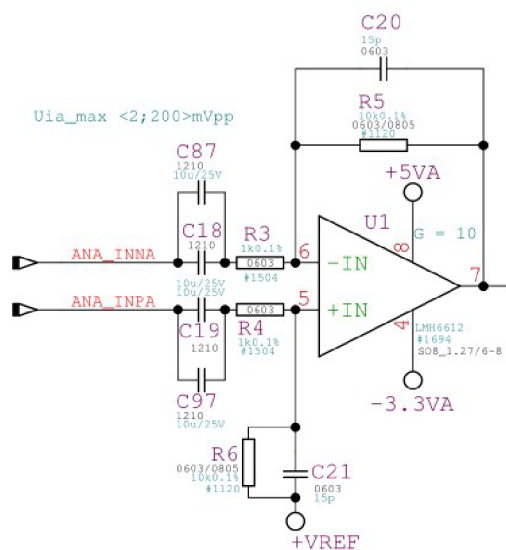 C20
15p
0603
R5
10k0.1%
0603/0805
#1120
Uia_max <2;200>mVpp
C87
1210
10u/25V
+5VA
C18
1210
R3
1k0.1%
U1
8
G = 10
ANA_INNA
0603
6
-IN
7
10u/25V
#1504
ANA_INPA
10u/25V
0603
5
+IN
C19
1210
R4
1k0.1%
#1504
4
LMH6612
#1694
SO8_1.27/6-8
C97
1210
10u/25V
-3.3VA
R6
0603/0805
10k0.1%
#1120
C21
0603
15p
+VREF